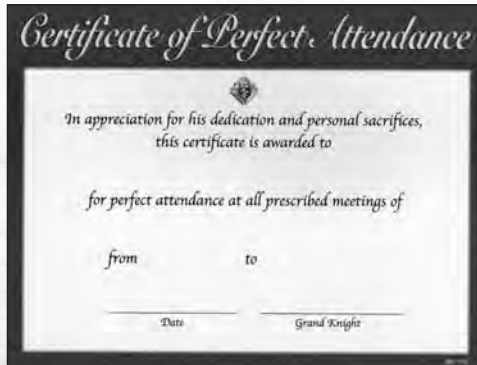 Certificate of Perfect Attendance
In appreciation for his dedication and personal sacrifices,
this certificate is awarded to
for perfect attendance at all prescribed meetings of
from to
Date Grand Knight